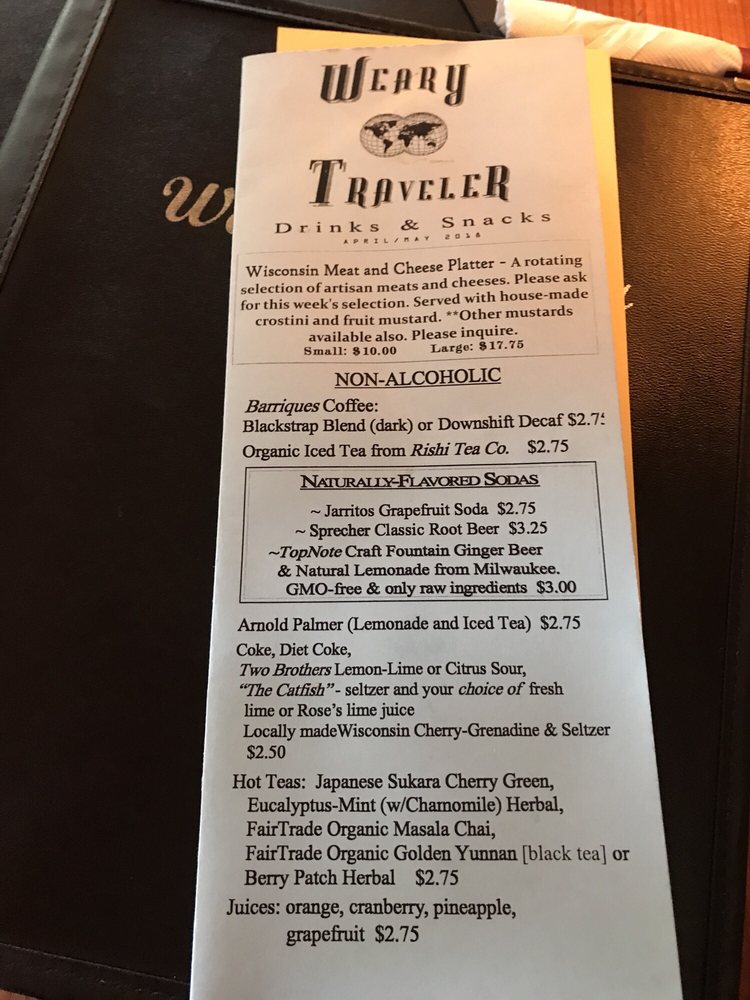 WEARY
TRAVELER
Drinks & Snacks
APRIL/MAY 2018
Wisconsin Meat and Cheese Platter - A rotating
selection of artisan meats and cheeses. Please ask
for this week's selection. Served with house-made
crostini and fruit mustard. **Other mustards
available also. Please inquire.
Small: $10.00 Large: $17.75
NON-ALCOHOLIC
Barriques Coffee:
Blackstrap Blend (dark) or Downshift Decaf
Organic Iced Tea from Rishi Tea Co. $2.75
NATURALLY-FLAVORED SODAS
~ Jarritos Grapefruit Soda $2.75
~ Sprecher Classic Root Beer $3.25
~TopNote Craft Fountain Ginger Beer
& Natural Lemonade from Milwaukee.
GMO-free & only raw ingredients $3.00
Arnold Palmer (Lemonade and Iced Tea) $2.75
Coke, Diet Coke,
Two Brothers Lemon-Lime or Citrus Sour,
“The Catfish”- seltzer and your choice of fresh
lime or Rose’s lime juice
Locally madeWisconsin Cherry-Grenadine & Seltzer
$2.50
Hot Teas: Japanese Sukara Cherry Green,
Eucalyptus-Mint (w/Chamomile) Herbal,
FairTrade Organic Masala Chai,
FairTrade Organic Golden Yunnan [black tea] or
Berry Patch Herbal $2.75
Juices: orange, cranberry, pineapple,
grapefruit $2.75